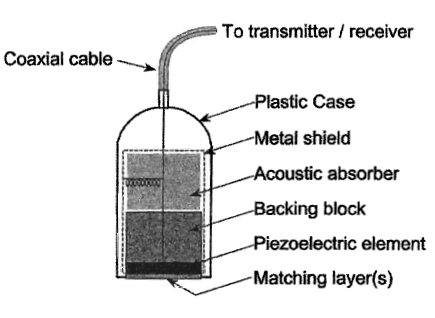 To transmitter / receiver
Coaxial cable
Plastic Case
Metal shield
Acoustic absorber
Backing block
Piezoelectric element
Matching layer(s)